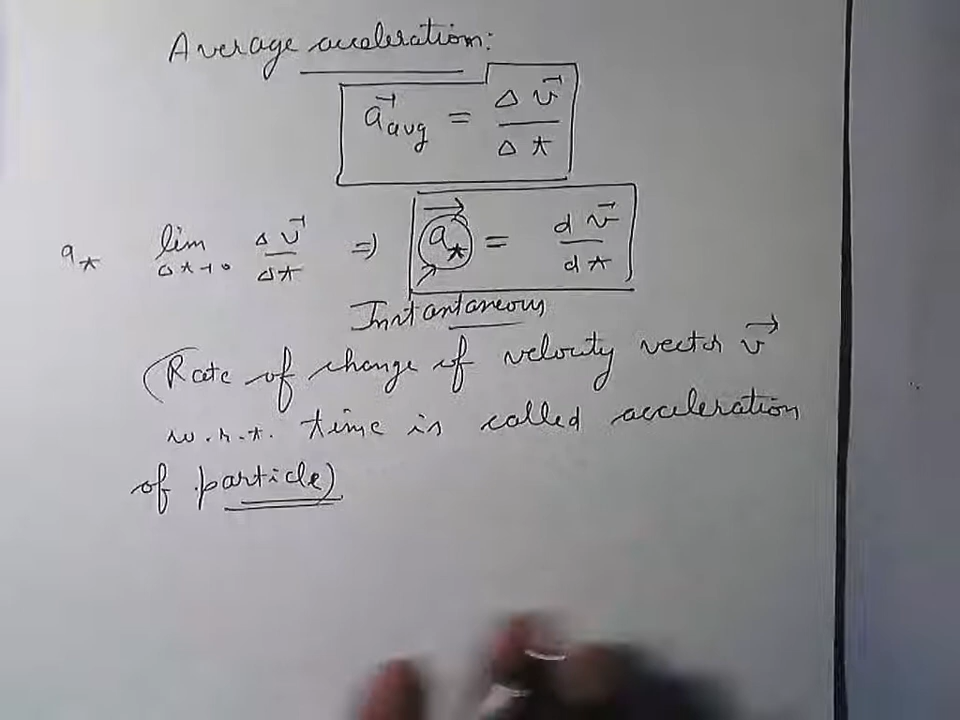 Average acceleration:
a⃗avg = Δv⃗/Δt
at lim Δt→0 Δv⃗/Δt ⇒ a⃗t = dv⃗/dt
Instantaneous
(Rate of change of velocity vector v⃗
w.r.t. time is called acceleration
of particle)